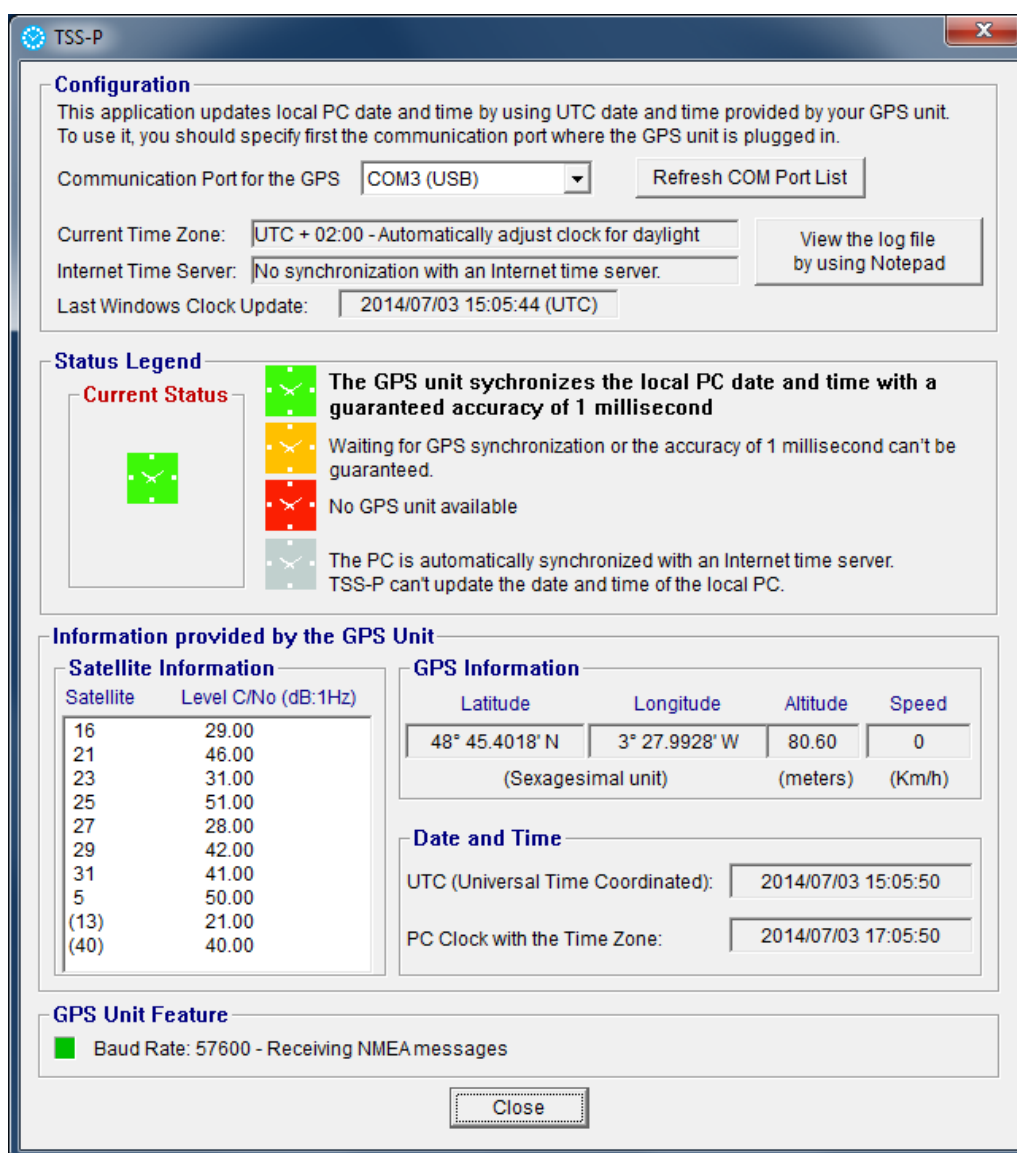 TSS-P
Configuration
This application updates local PC date and time by using UTC date and time provided by your GPS unit.
To use it, you should specify first the communication port where the GPS unit is plugged in.
Communication Port for the GPS COM3 (USB) Refresh COM Port List
Current Time Zone: UTC + 02:00 - Automatically adjust clock for daylight
Internet Time Server: No synchronization with an Internet time server.
View the log file
by using Notepad
Last Windows Clock Update: 2014/07/03 15:05:44 (UTC)
Status Legend
Current Status
The GPS unit sychronizes the local PC date and time with a
guaranteed accuracy of 1 millisecond
Waiting for GPS synchronization or the accuracy of 1 millisecond can't be
guaranteed.
No GPS unit available
The PC is automatically synchronized with an Internet time server.
TSS-P can't update the date and time of the local PC.
Information provided by the GPS Unit
Satellite Information
Satellite Level C/No (dB:1Hz)
16 29.00
21 46.00
23 31.00
25 51.00
27 28.00
29 42.00
31 41.00
5 50.00
(13) 21.00
(40) 40.00
GPS Information
Latitude Longitude Altitude Speed
48° 45.4018' N 3° 27.9928' W 80.60 0
(Sexagesimal unit) (meters) (Km/h)
Date and Time
UTC (Universal Time Coordinated): 2014/07/03 15:05:50
PC Clock with the Time Zone: 2014/07/03 17:05:50
GPS Unit Feature
Baud Rate: 57600 - Receiving NMEA messages
Close